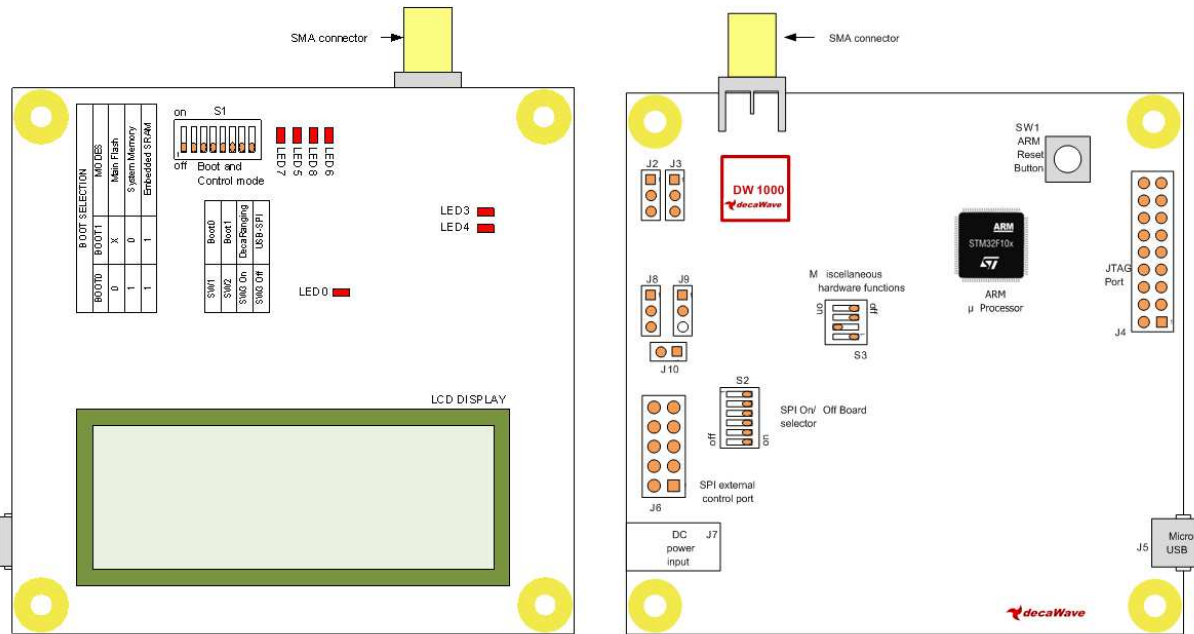 SMA connector
on S1
off Boot and
Control mode
LED7
LED5
LED8
LED6
BOOT SELECTION
BOOT0 BOOT1 MODES
0 X Main Flash
1 0 System Memory
1 1 Embedded SRAM
SW1 Boot0
SW2 Boot1
SW3 On DecaRanging
SW3 Off USB-SPI
LED3
LED4
LED0
LCD DISPLAY
SMA connector
J2 J3
DW 1000
decaWave
SW1
ARM
Reset
Button
ARM
STM32F10x
ST
ARM
µ Processor
JTAG
Port
J4
J8 J9
J10
M iscellaneous
hardware functions
on off
S3
S2
off on
SPI On/ Off Board
selector
SPI external
control port
J6
DC J7
power
input
J5 Micro
USB
decaWave